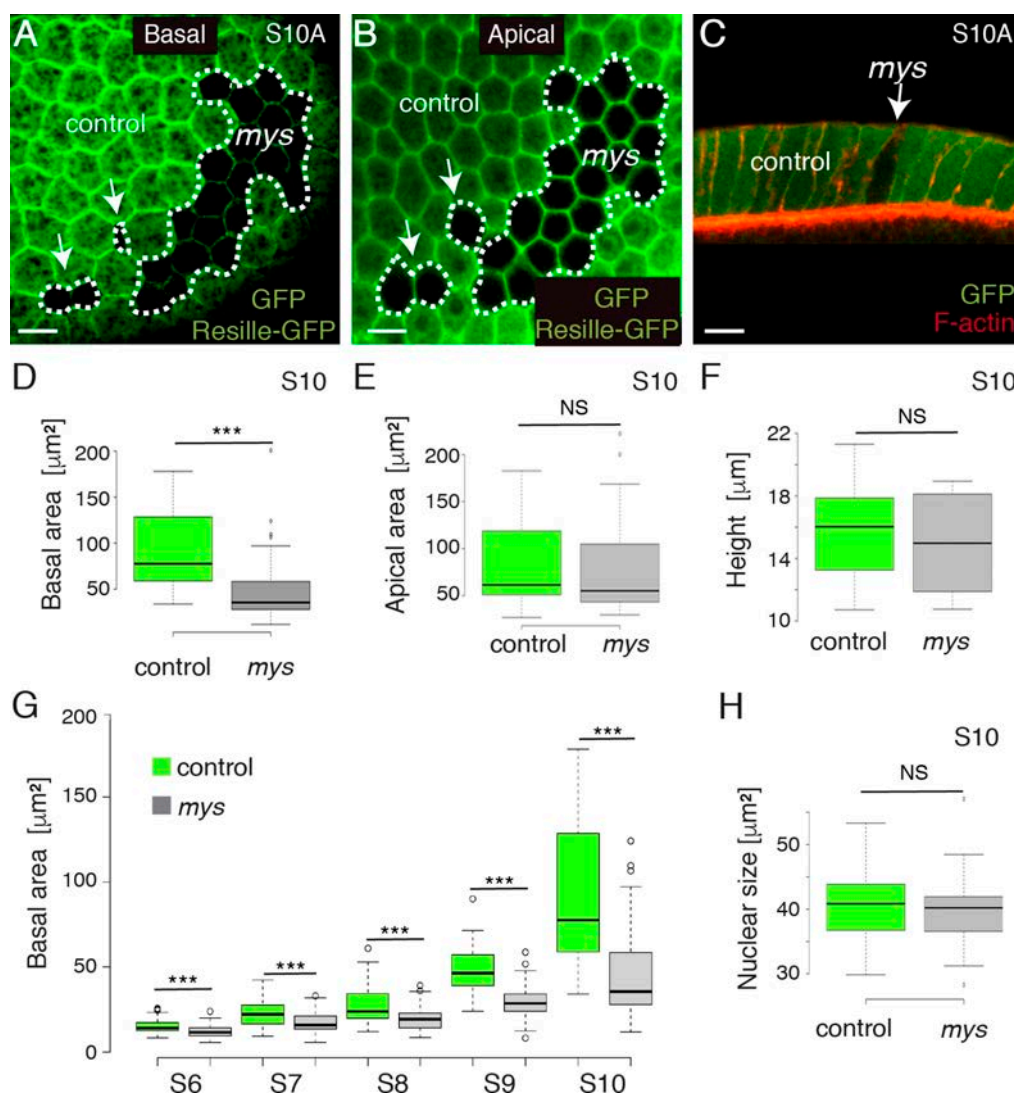 A
Basal
S10A
control
mys
GFP
Resille-GFP
B
Apical
control
mys
GFP
Resille-GFP
C
S10A
mys
control
GFP
F-actin
D
S10
***
Basal area [μm²]
200
150
100
50
control
mys
E
S10
NS
Apical area [μm²]
200
150
100
50
control
mys
F
S10
NS
Height [μm]
22
18
14
10
control
mys
G
Basal area [μm²]
200
150
100
50
0
control
mys
***
***
***
***
***
S6
S7
S8
S9
S10
H
S10
NS
Nuclear size [μm²]
50
40
30
control
mys